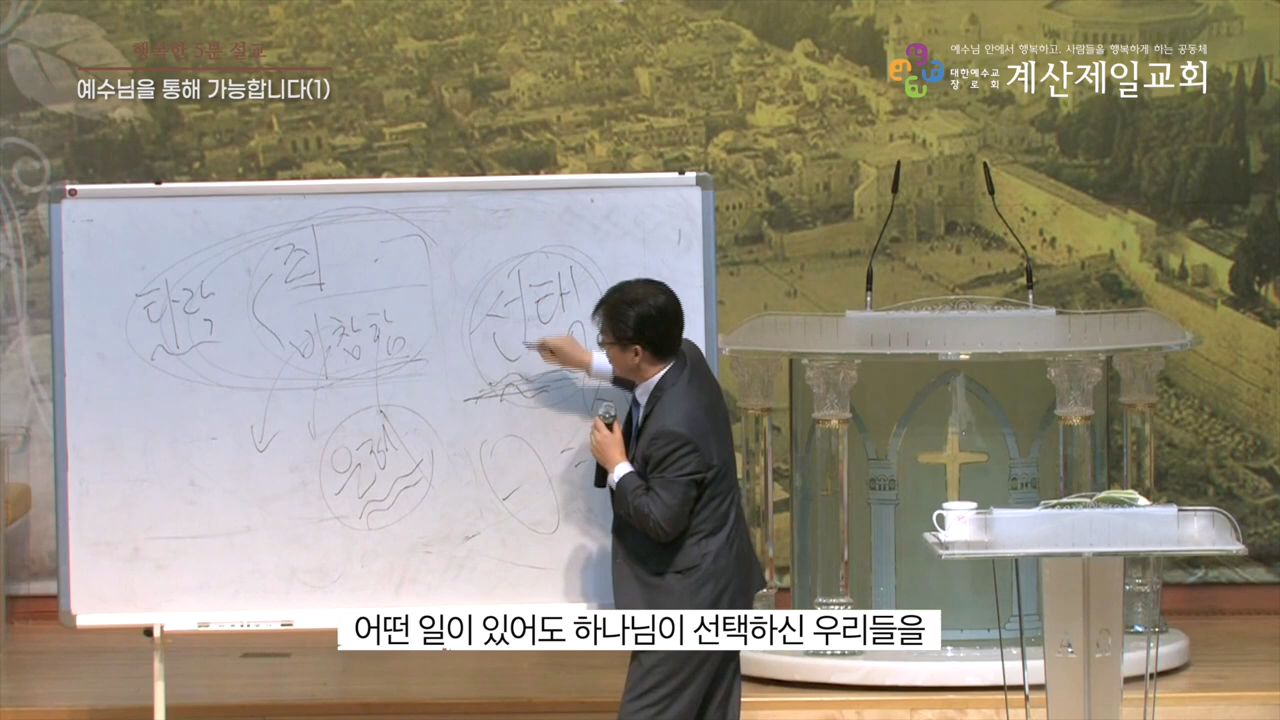 행복한 5분 설교
예수님을 통해 가능합니다(1)
예수님 안에서 행복하고, 사람들을 행복하게 하는 공동체
대한예수교
장로회
계산제일교회
타락
죄
비참함
선택
은혜
어떤 일이 있어도 하나님이 선택하신 우리들을